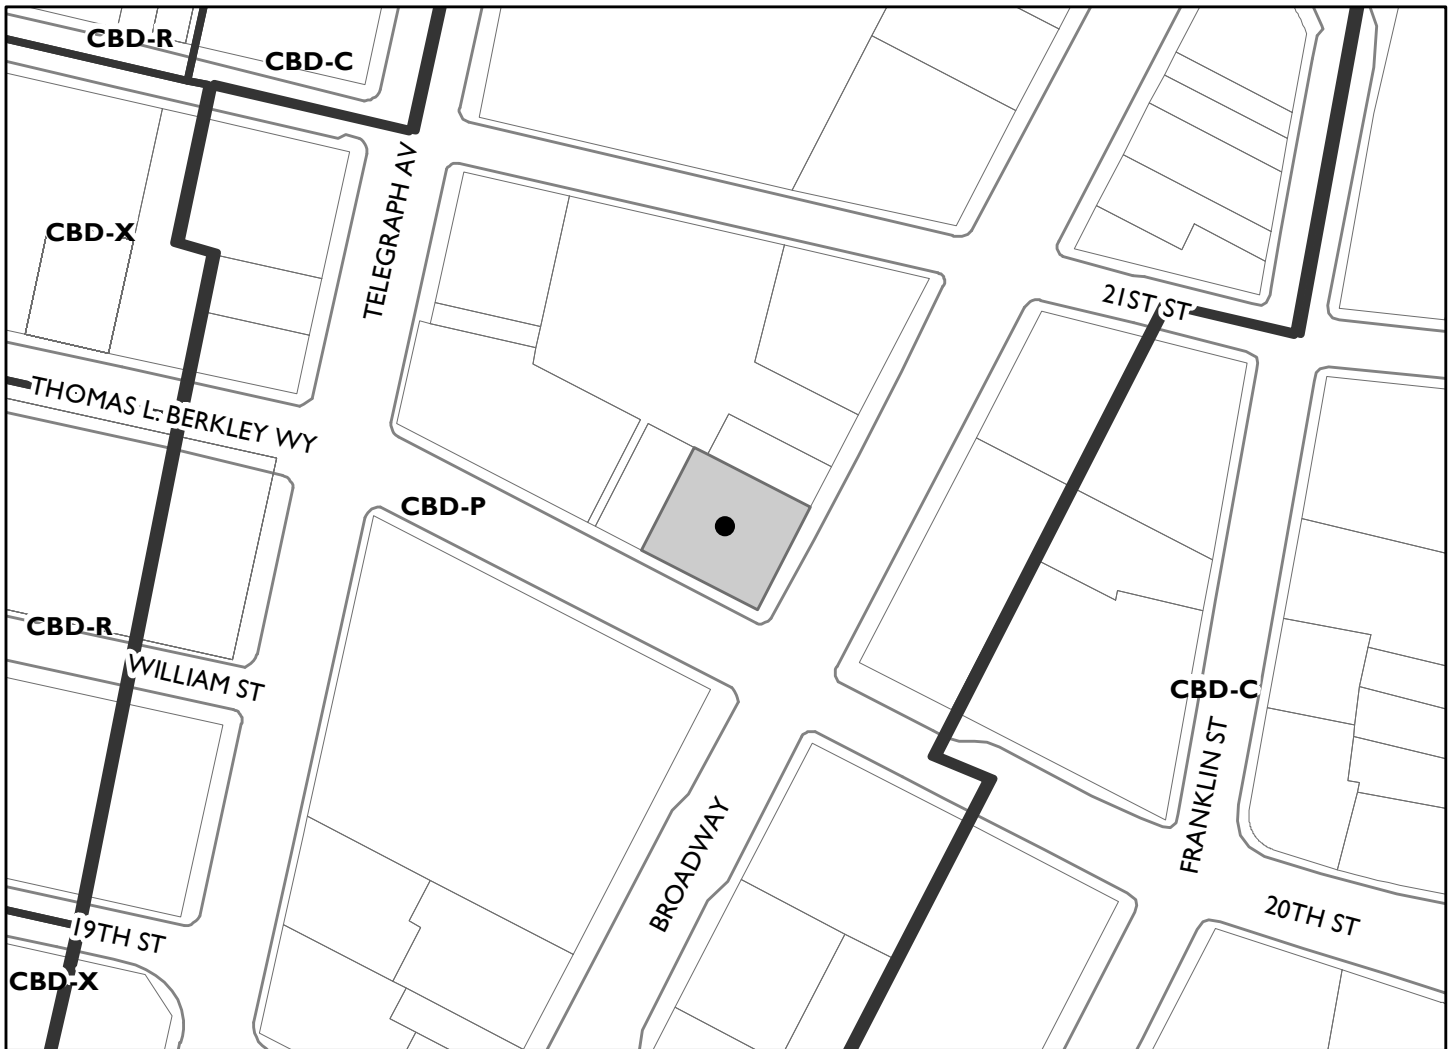 CBD-R
CBD-C
TELEGRAPH AV
CBD-X
21ST ST
THOMAS L. BERKLEY WY
CBD-P
CBD-R
WILLIAM ST
CBD-C
FRANKLIN ST
BROADWAY
20TH ST
19TH ST
CBD-X